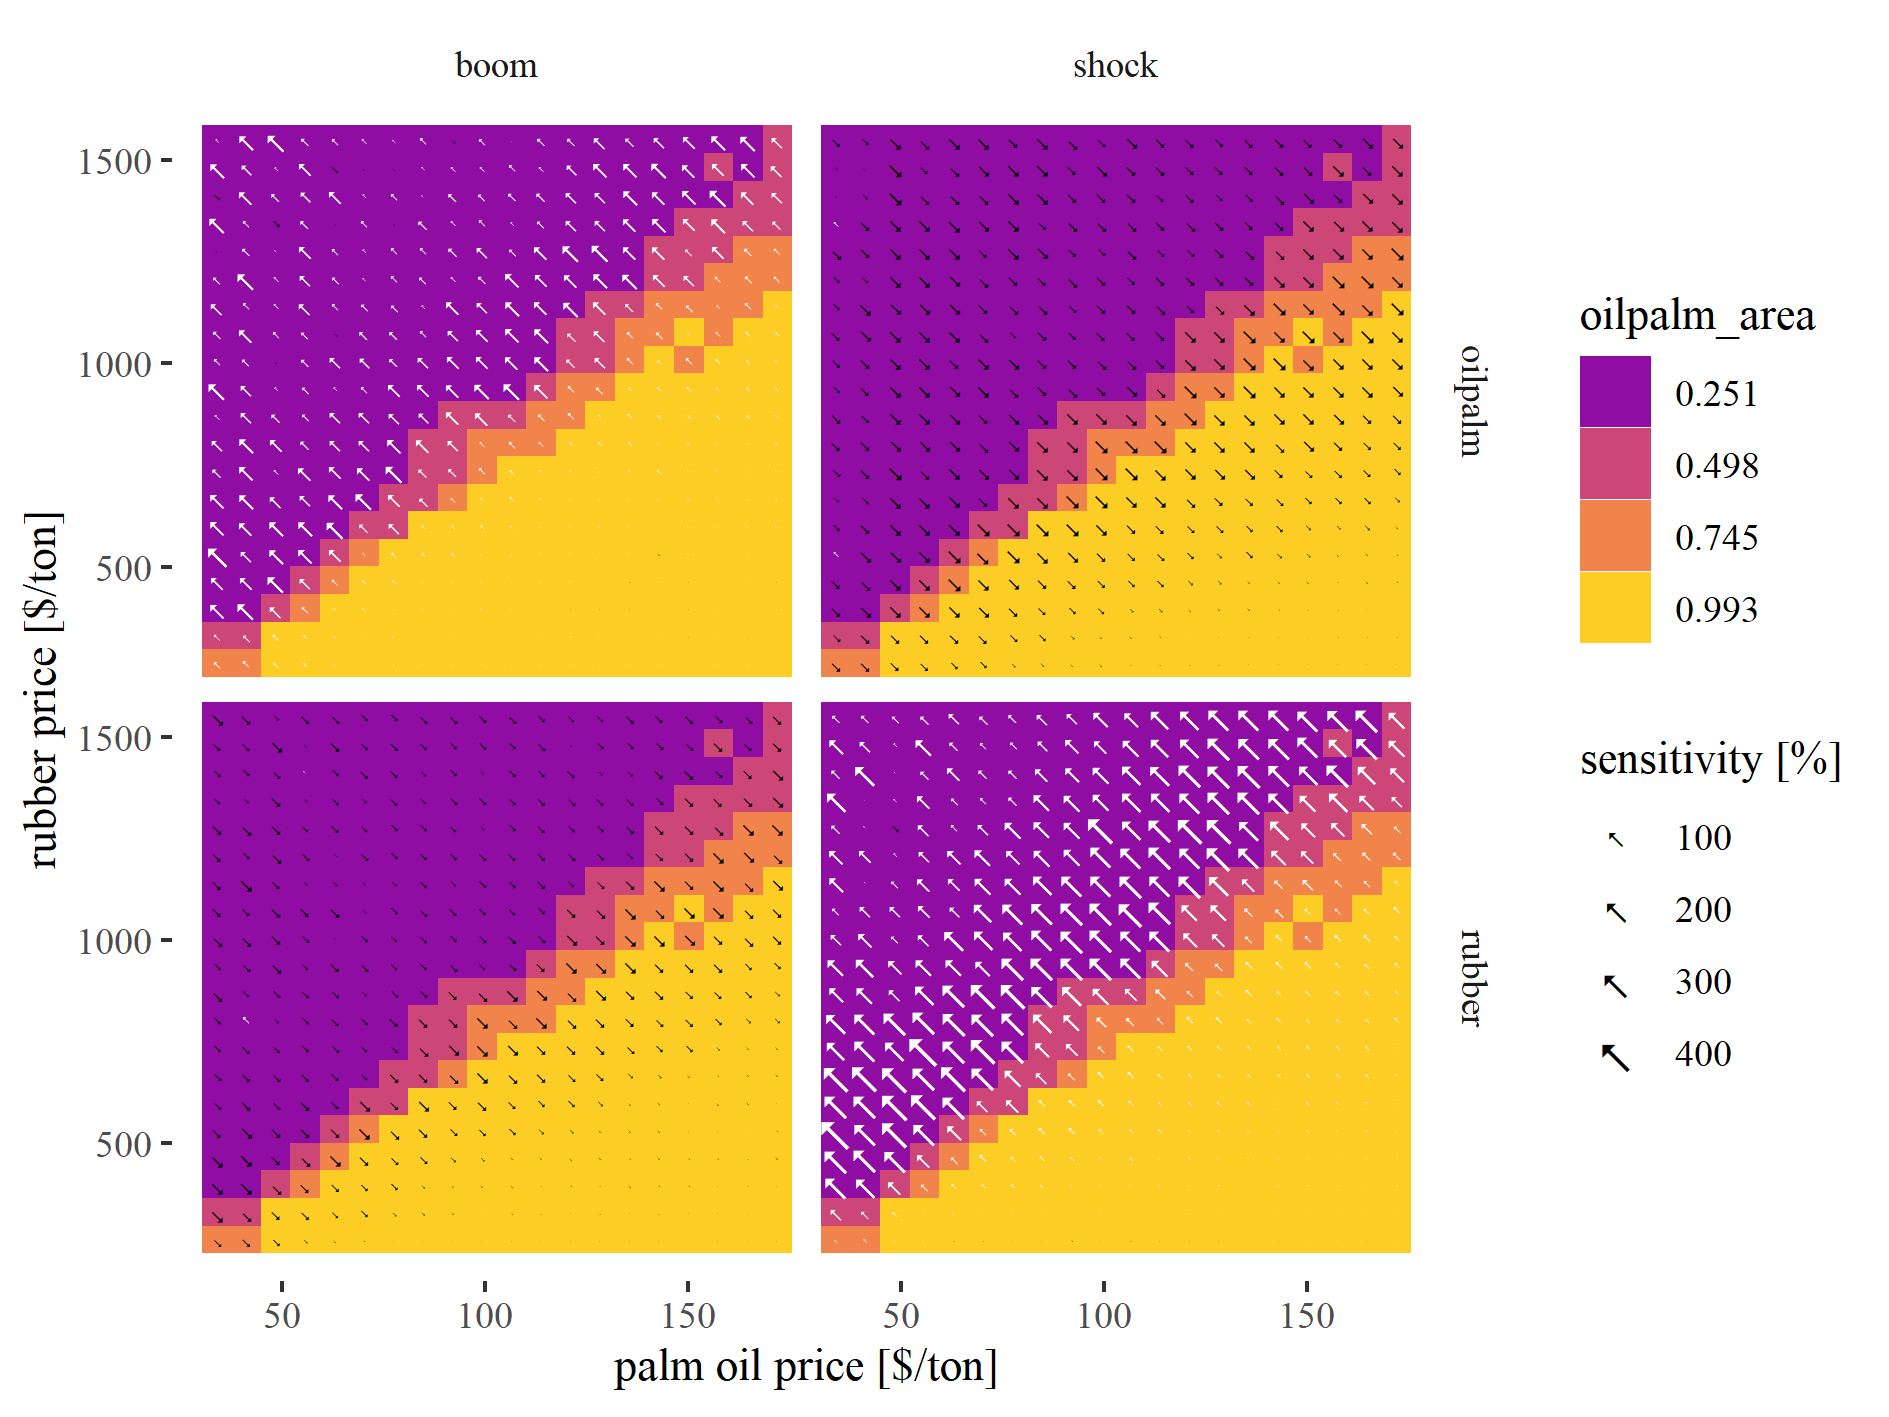 boom
shock
1500
1000
500
oilpalm
1500
1000
500
rubber
50
100
150
50
100
150
palm oil price [$/ton]
rubber price [$/ton]
oilpalm_area
0.251
0.498
0.745
0.993
sensitivity [%]
100
200
300
400